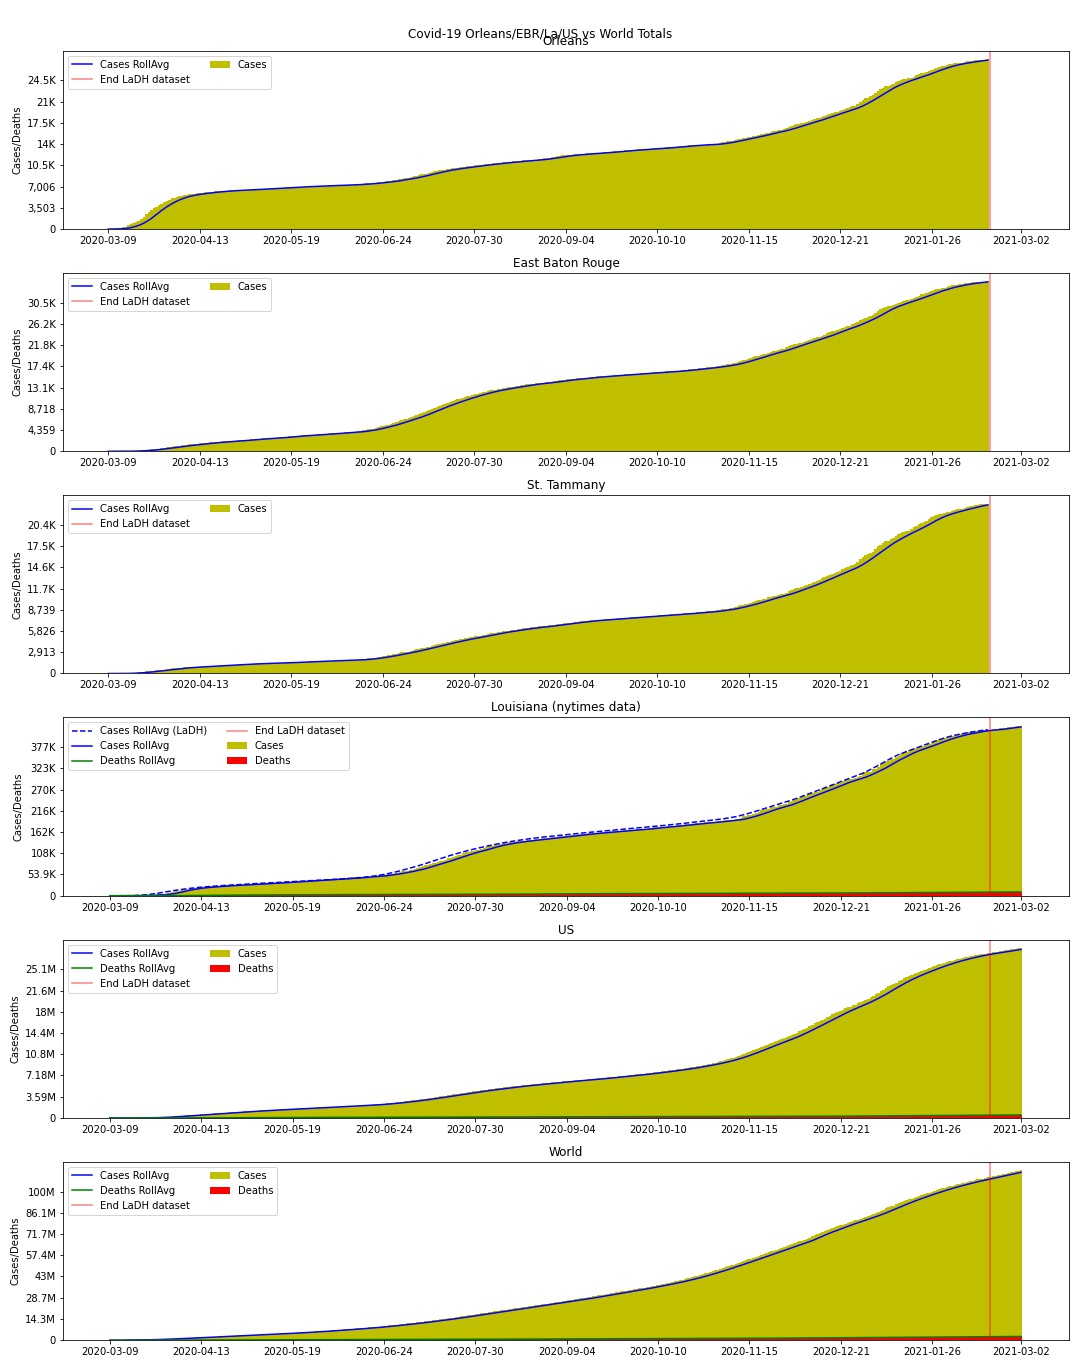 Covid-19 Orleans/EBR/La/US vs World Totals
Orleans
Cases RollAvg
End LaDH dataset
Cases
Cases/Deaths
24.5K
21K
17.5K
14K
10.5K
7,006
3,503
0
2020-03-09 2020-04-13 2020-05-19 2020-06-24 2020-07-30 2020-09-04 2020-10-10 2020-11-15 2020-12-21 2021-01-26 2021-03-02
East Baton Rouge
Cases RollAvg
End LaDH dataset
Cases
Cases/Deaths
30.5K
26.2K
21.8K
17.4K
13.1K
8,718
4,359
0
2020-03-09 2020-04-13 2020-05-19 2020-06-24 2020-07-30 2020-09-04 2020-10-10 2020-11-15 2020-12-21 2021-01-26 2021-03-02
St. Tammany
Cases RollAvg
End LaDH dataset
Cases
Cases/Deaths
20.4K
17.5K
14.6K
11.7K
8,739
5,826
2,913
0
2020-03-09 2020-04-13 2020-05-19 2020-06-24 2020-07-30 2020-09-04 2020-10-10 2020-11-15 2020-12-21 2021-01-26 2021-03-02
Louisiana (nytimes data)
Cases RollAvg (LaDH)
Cases RollAvg
Deaths RollAvg
End LaDH dataset
Cases
Deaths
Cases/Deaths
377K
323K
270K
216K
162K
108K
53.9K
0
2020-03-09 2020-04-13 2020-05-19 2020-06-24 2020-07-30 2020-09-04 2020-10-10 2020-11-15 2020-12-21 2021-01-26 2021-03-02
US
Cases RollAvg
Deaths RollAvg
End LaDH dataset
Cases
Deaths
Cases/Deaths
25.1M
21.6M
18M
14.4M
10.8M
7.18M
3.59M
0
2020-03-09 2020-04-13 2020-05-19 2020-06-24 2020-07-30 2020-09-04 2020-10-10 2020-11-15 2020-12-21 2021-01-26 2021-03-02
World
Cases RollAvg
Deaths RollAvg
End LaDH dataset
Cases
Deaths
Cases/Deaths
100M
86.1M
71.7M
57.4M
43M
28.7M
14.3M
0
2020-03-09 2020-04-13 2020-05-19 2020-06-24 2020-07-30 2020-09-04 2020-10-10 2020-11-15 2020-12-21 2021-01-26 2021-03-02